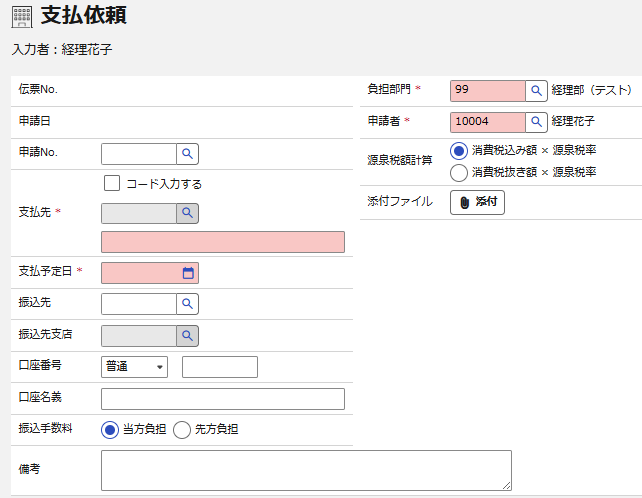 支払依頼
入力者：経理花子
伝票No.
申請日
申請No.
コード入力する
支払先 *
支払予定日 *
振込先
振込先支店
口座番号 普通
口座名義
振込手数料 当方負担 先方負担
備考
負担部門 * 99 経理部（テスト）
申請者 * 10004 経理花子
源泉税額計算 消費税込み額 × 源泉税率
消費税抜き額 × 源泉税率
添付ファイル 添付